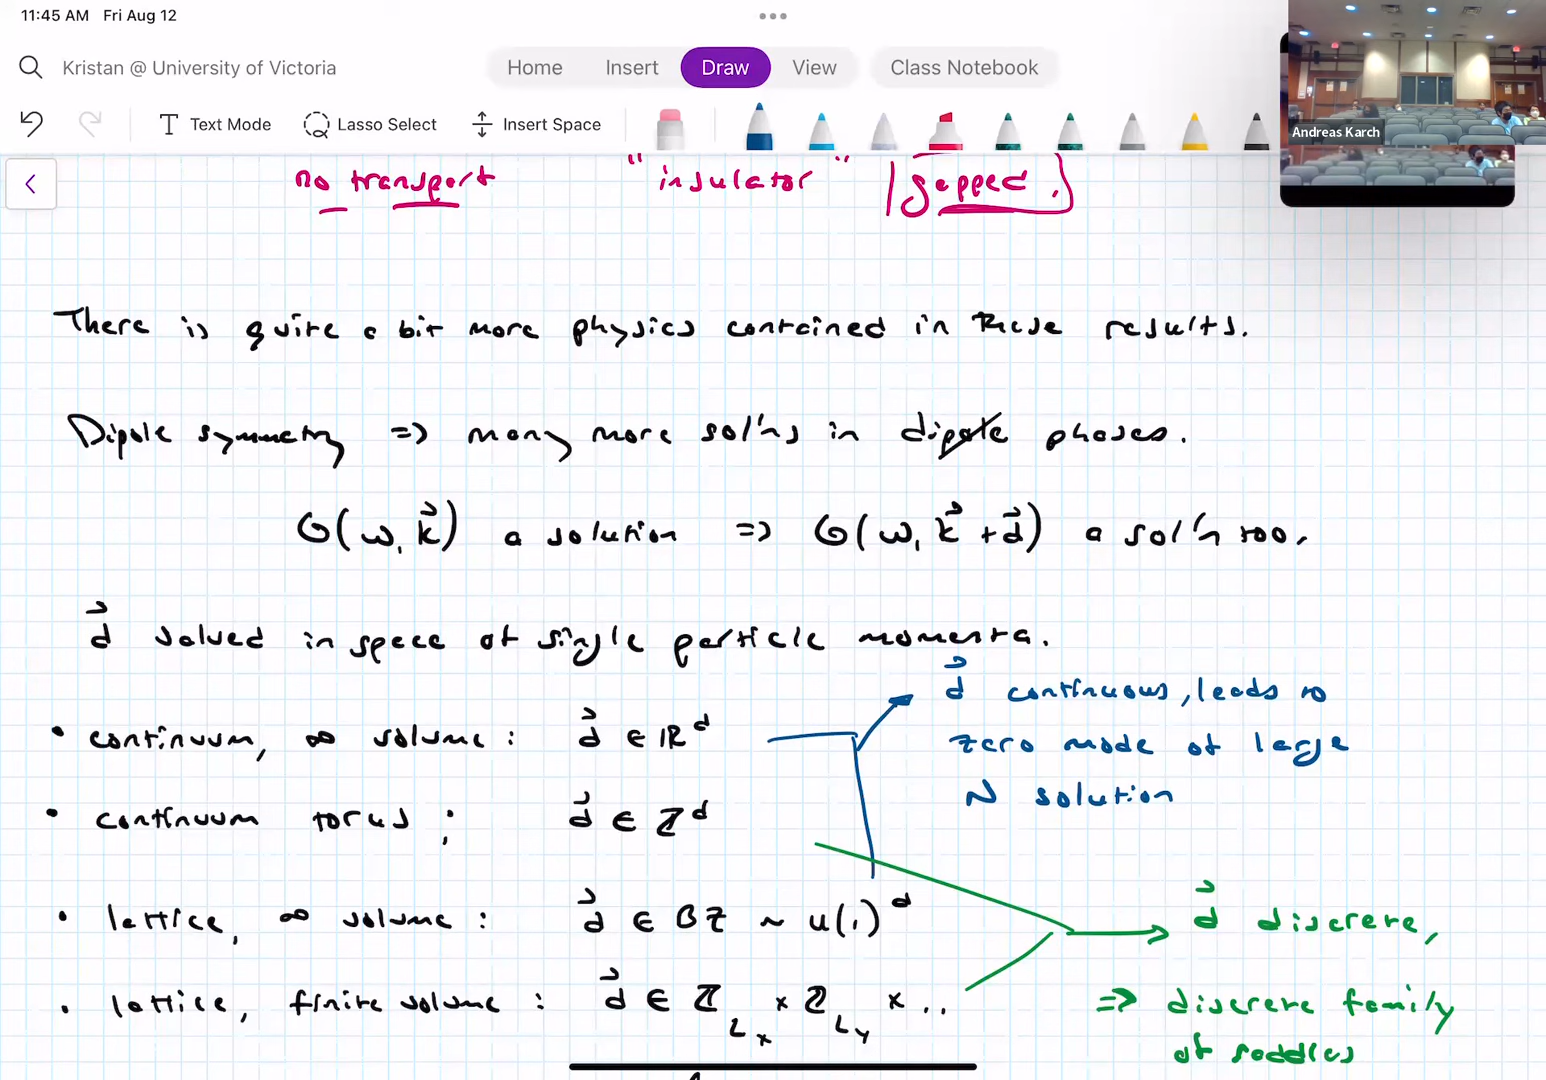 11:45 AM Fri Aug 12
Kristan @ University of Victoria
Home Insert Draw View Class Notebook
Text Mode Lasso Select Insert Space
Andreas Karch
no transport "insulator" gapped.
There is quite a bit more physics contained in these results.
Dipole symmetry => many more sol'ns in dipole phases.
G(ω, k⃗) a solution => G(ω, k⃗ + d⃗) a sol'n too.
d⃗ valued in space of single particle momenta.
d⃗ continuous, leads to
• continuum, ∞ volume: d⃗ ∈ ℝ^d
zero mode of large
N solution
• continuum torus; d⃗ ∈ ℤ^d
• lattice, ∞ volume: d⃗ ∈ BZ ~ U(1)^d
d⃗ discrete,
• lattice, finite volume: d⃗ ∈ ℤ_Lx × ℤ_Ly × ..
=> discrete family
of saddles